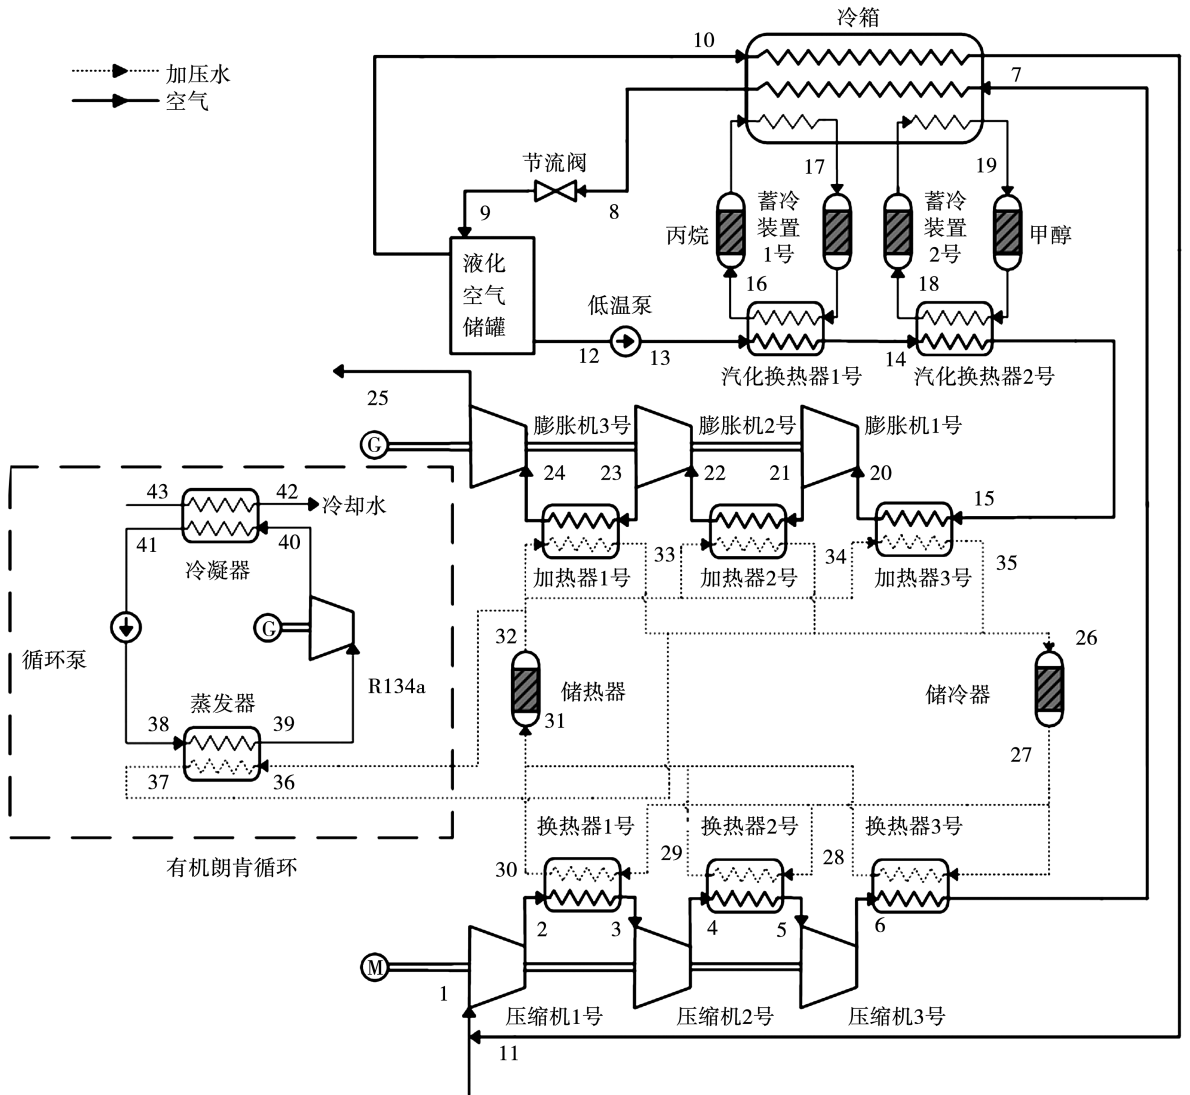 冷箱
10
7
加压水
空气
节流阀
17
19
9
8
丙烷
蓄冷
装置
1号
蓄冷
装置
2号
甲醇
16
18
液化
空气
储罐
低温泵
12
13
14
汽化换热器1号
汽化换热器2号
25
G
膨胀机3号
膨胀机2号
膨胀机1号
24
23
22
21
20
15
43
42
冷却水
41
40
冷凝器
33
34
35
加热器1号
加热器2号
加热器3号
G
循环泵
R134a
32
26
储热器
储冷器
31
27
蒸发器
38
39
37
36
有机朗肯循环
换热器1号
换热器2号
换热器3号
30
29
28
2
3
4
5
6
M
1
压缩机1号
压缩机2号
压缩机3号
11